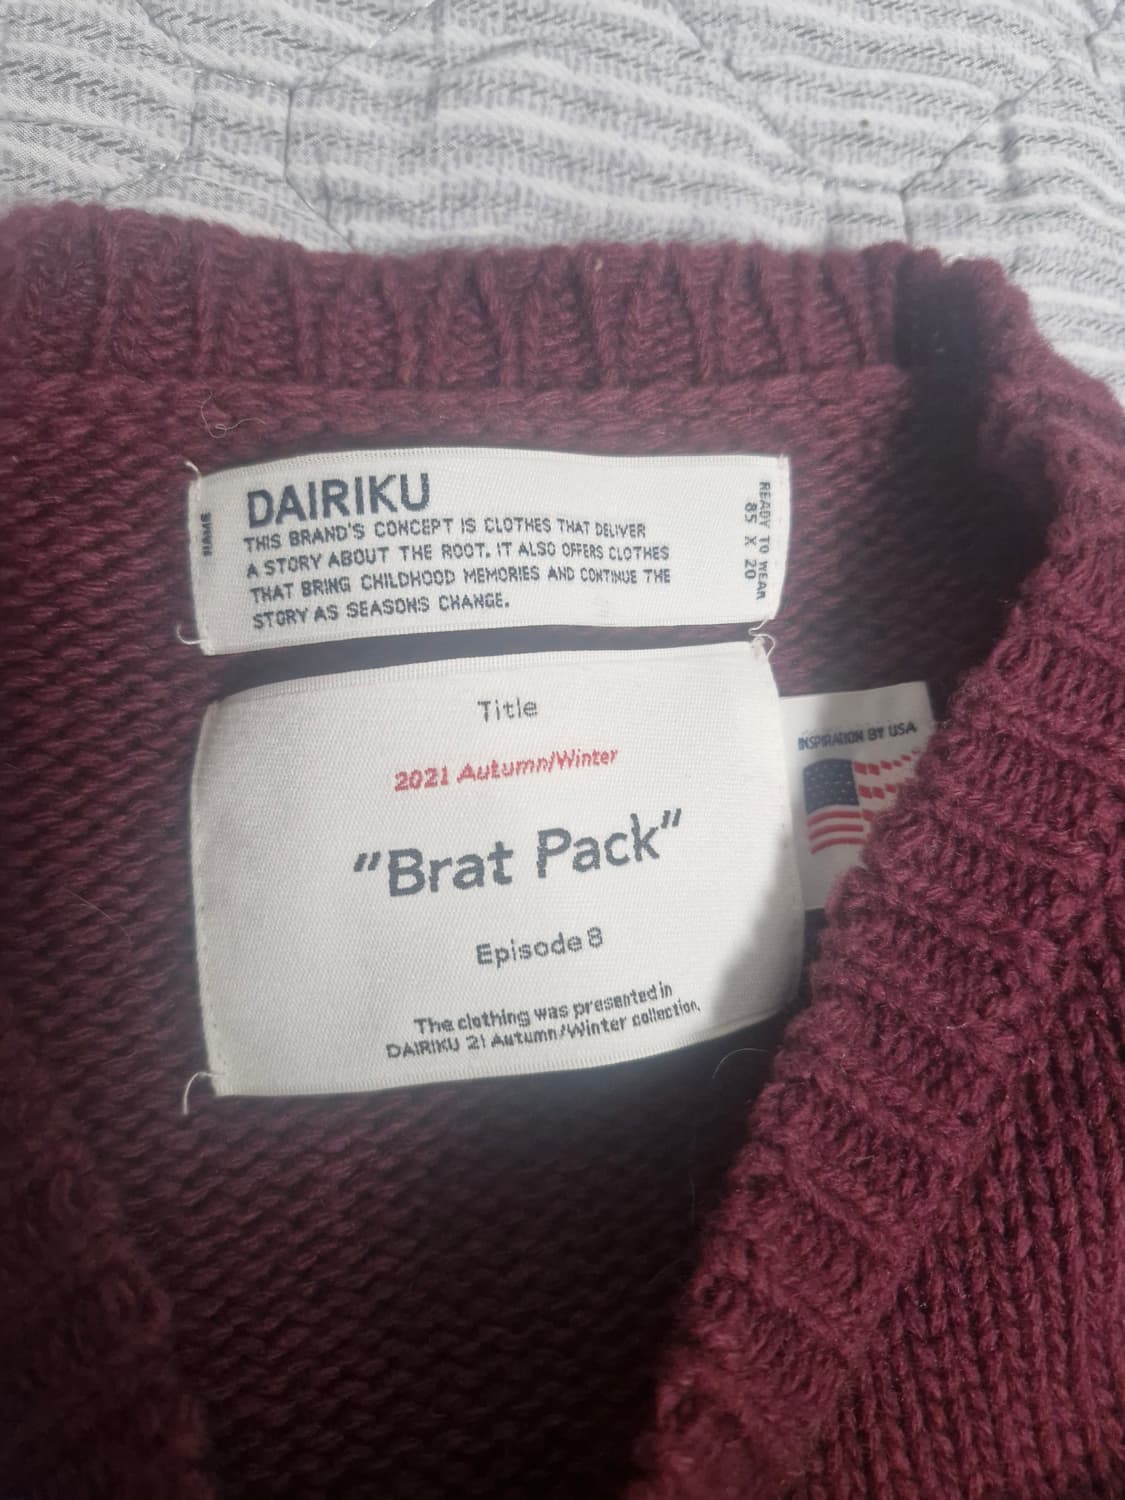 DAIRIKU
THIS BRAND'S CONCEPT IS CLOTHES THAT DELIVER
A STORY ABOUT THE ROOT. IT ALSO OFFERS CLOTHES
THAT BRING CHILDHOOD MEMORIES AND CONTINUE THE
STORY AS SEASONS CHANGE.
NAME
READY TO WEAR
85 X 20
Title
2021 Autumn/Winter
"Brat Pack"
Episode 8
The clothing was presented in
DAIRIKU 21 Autumn/Winter collection.
INSPIRATION BY USA